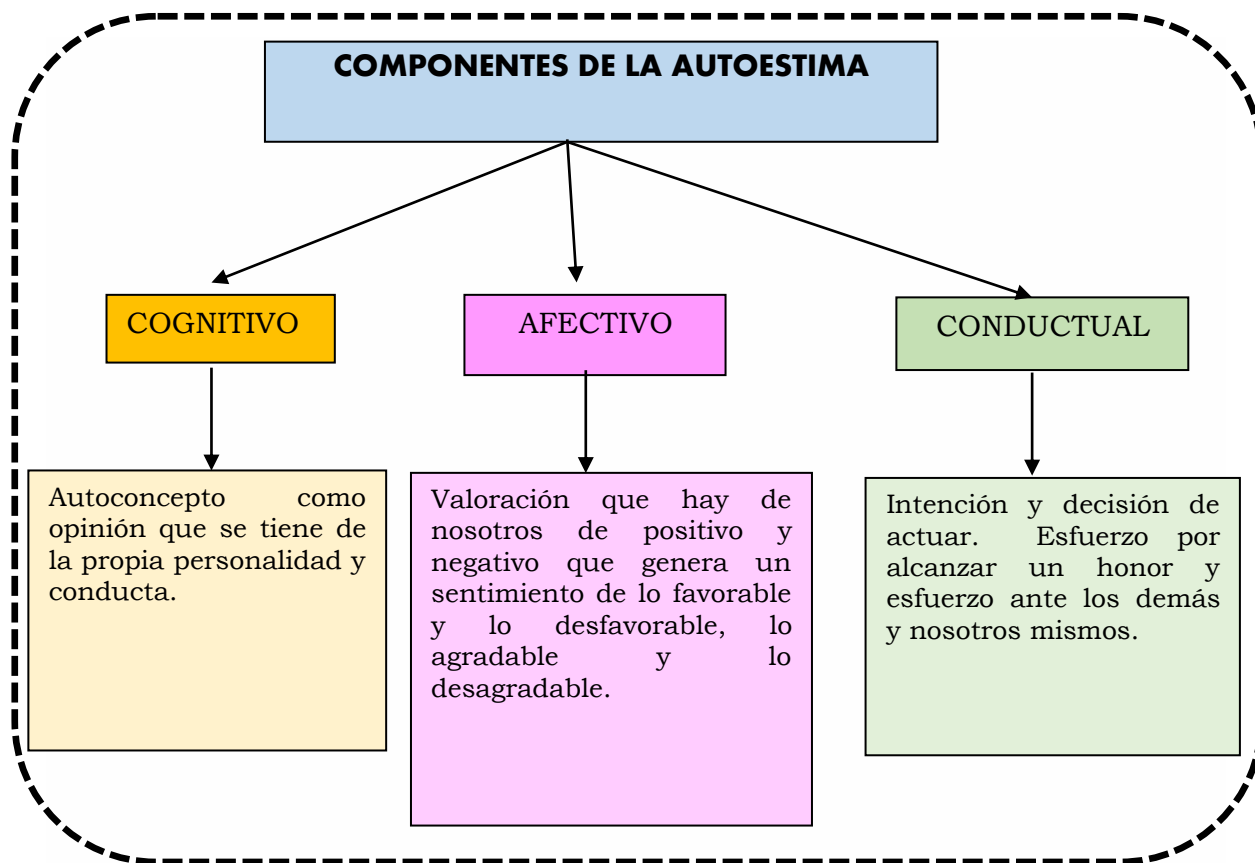 COMPONENTES DE LA AUTOESTIMA
COGNITIVO
AFECTIVO
CONDUCTUAL
Autoconcepto como
opinión que se tiene de
la propia personalidad y
conducta.
Valoración que hay de
nosotros de positivo y
negativo que genera un
sentimiento de lo favorable
y lo desfavorable, lo
agradable y lo
desagradable.
Intención y decisión de
actuar. Esfuerzo por
alcanzar un honor y
esfuerzo ante los demás
y nosotros mismos.